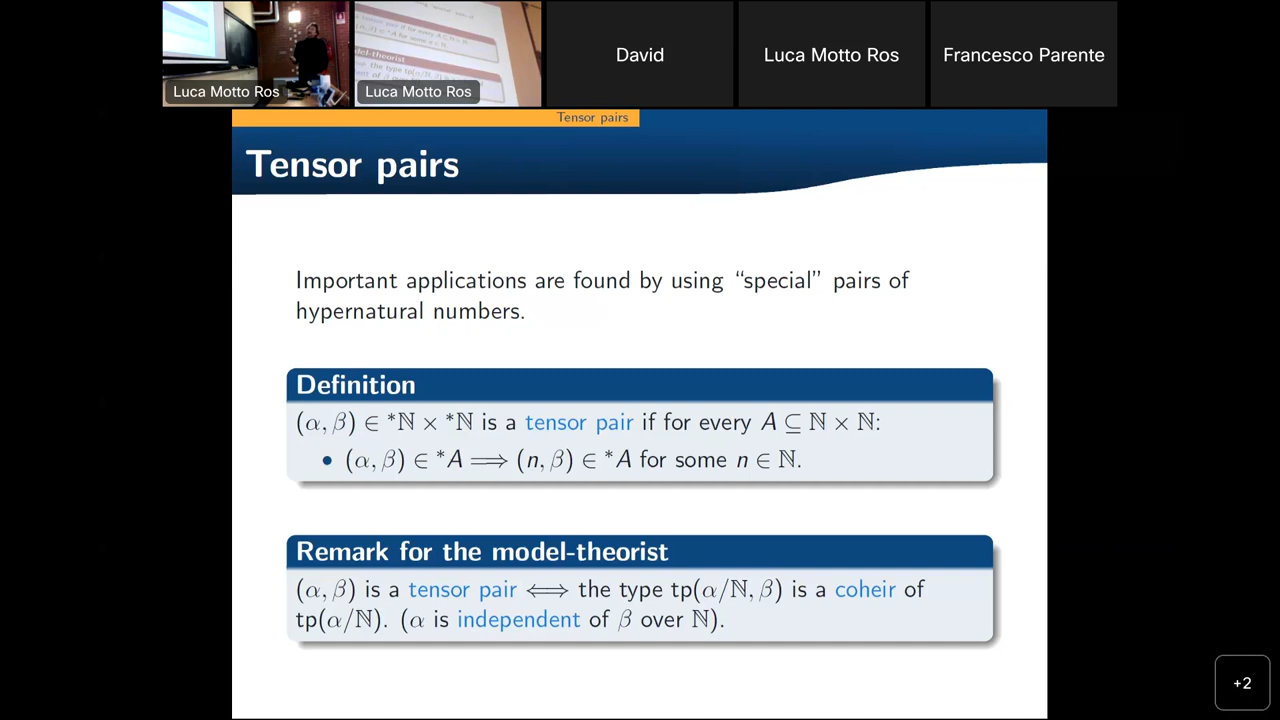 Luca Motto Ros
Luca Motto Ros
David
Luca Motto Ros
Francesco Parente
Tensor pairs
Tensor pairs
Important applications are found by using “special” pairs of
hypernatural numbers.
Definition
(α, β) ∈ *ℕ × *ℕ is a tensor pair if for every A ⊆ ℕ × ℕ:
• (α, β) ∈ *A ⟹ (n, β) ∈ *A for some n ∈ ℕ.
Remark for the model-theorist
(α, β) is a tensor pair ⟺ the type tp(α/ℕ, β) is a coheir of
tp(α/ℕ). (α is independent of β over ℕ).
+2